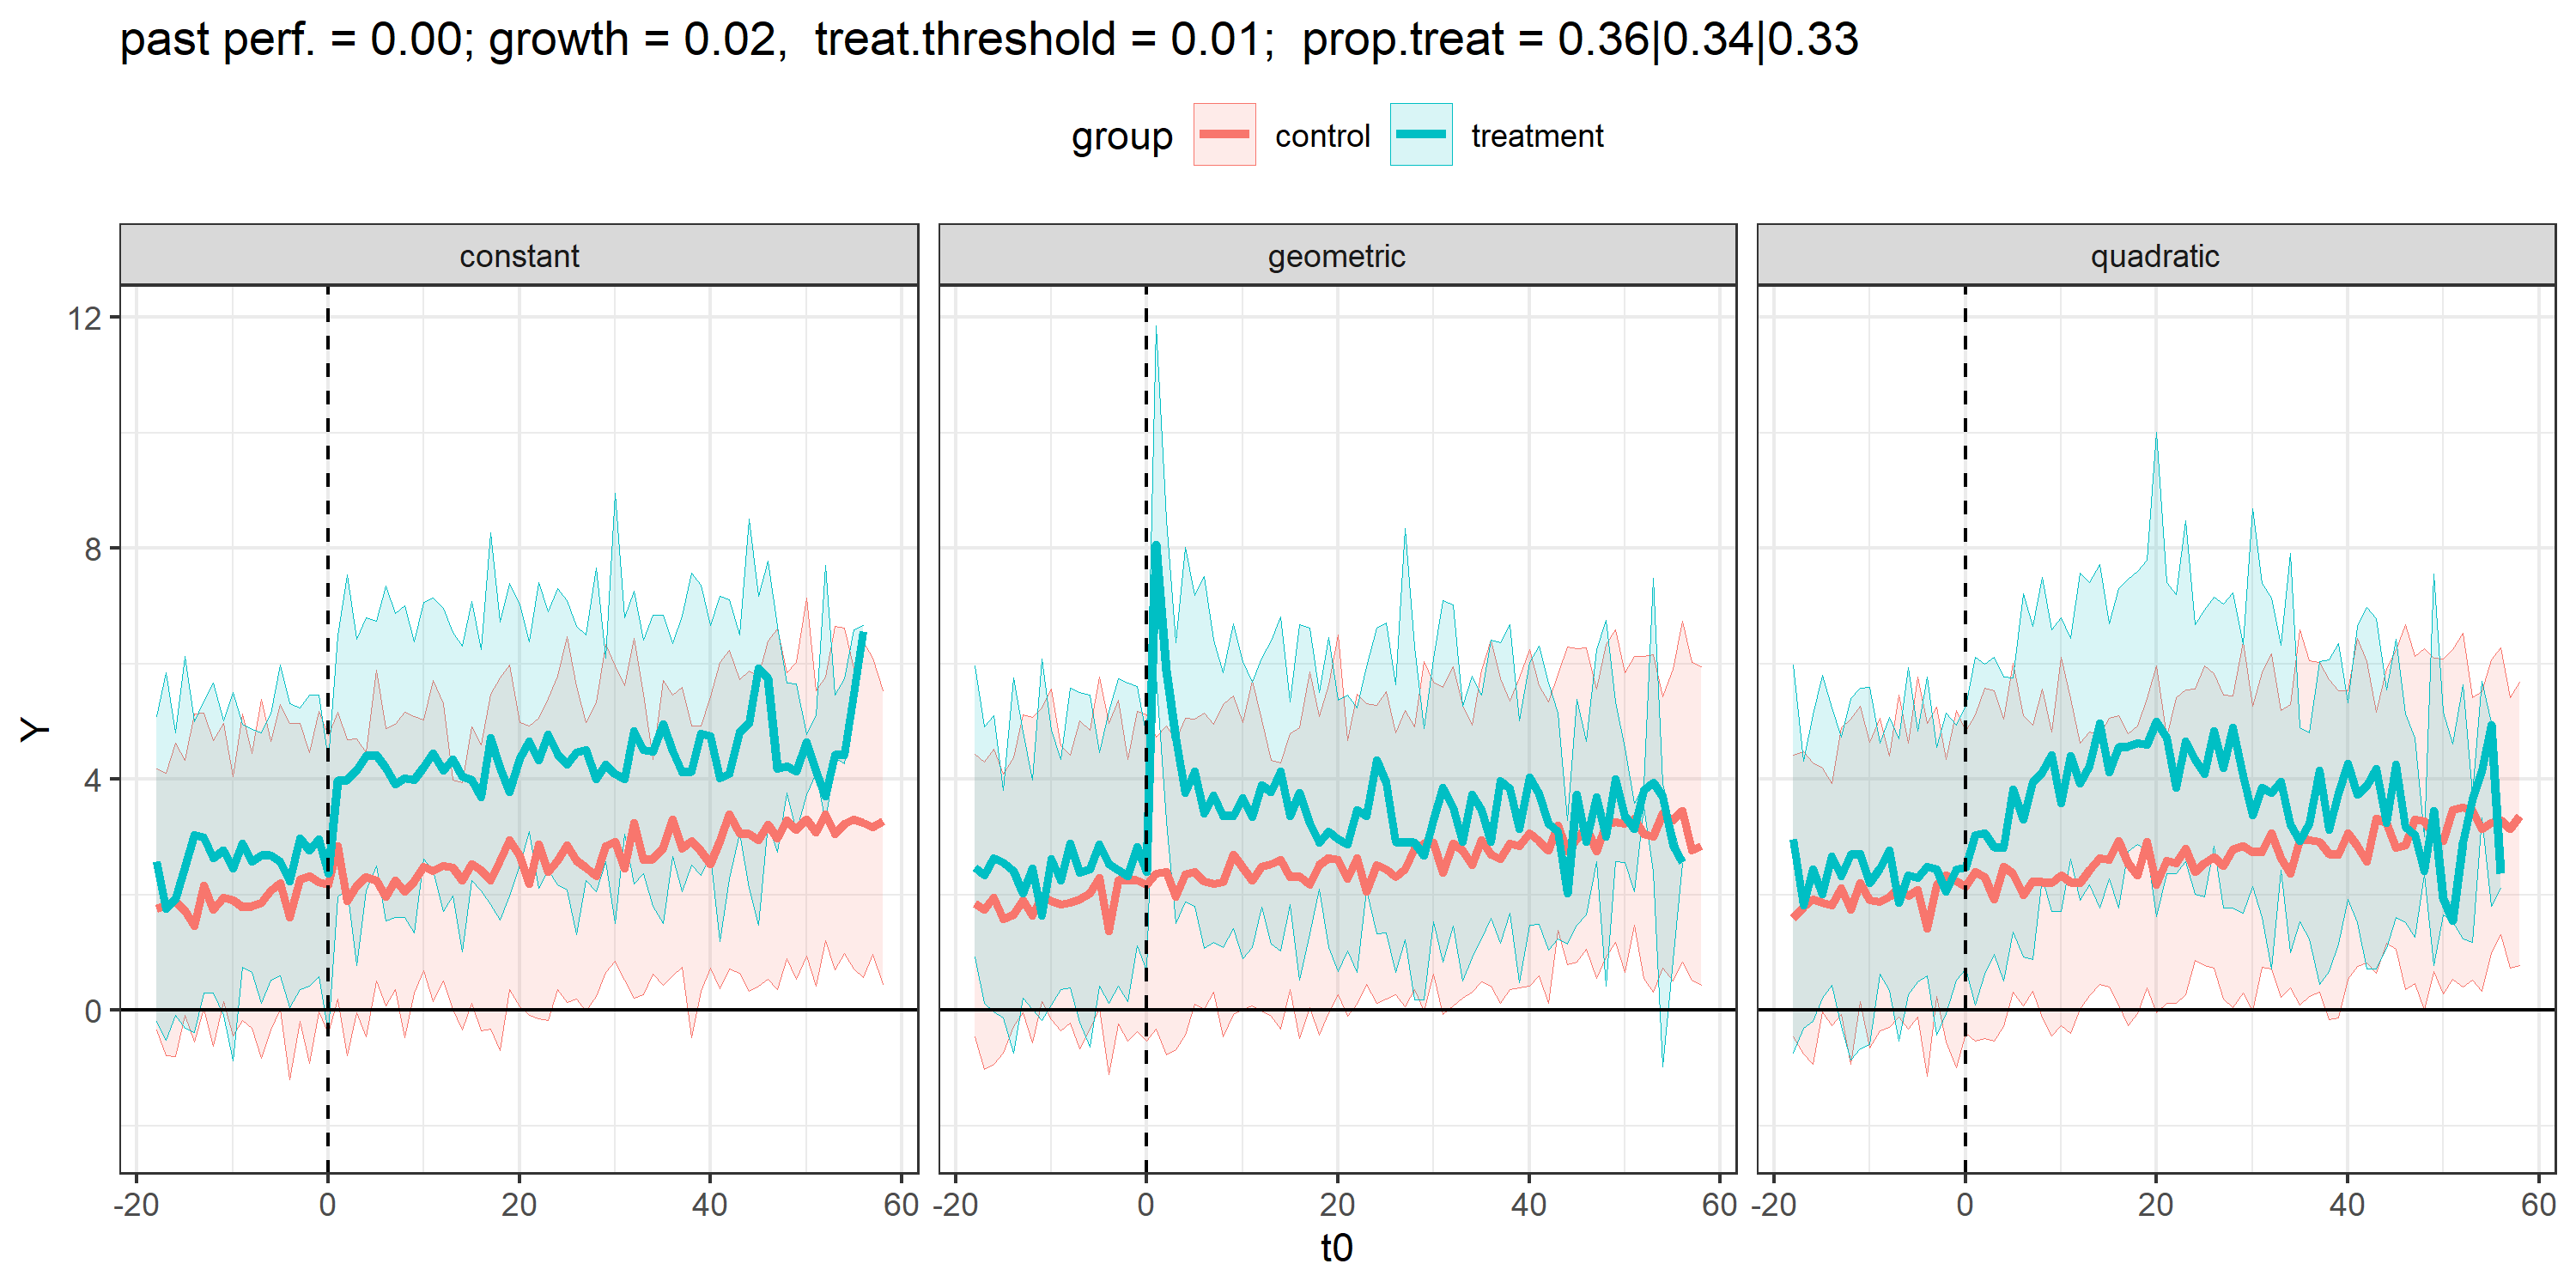 past perf. = 0.00; growth = 0.02,  treat.threshold = 0.01;  prop.treat = 0.36|0.34|0.33
group control treatment
constant geometric quadratic
12
8
4
0
Y
-20 0 20 40 60 -20 0 20 40 60 -20 0 20 40 60
t0